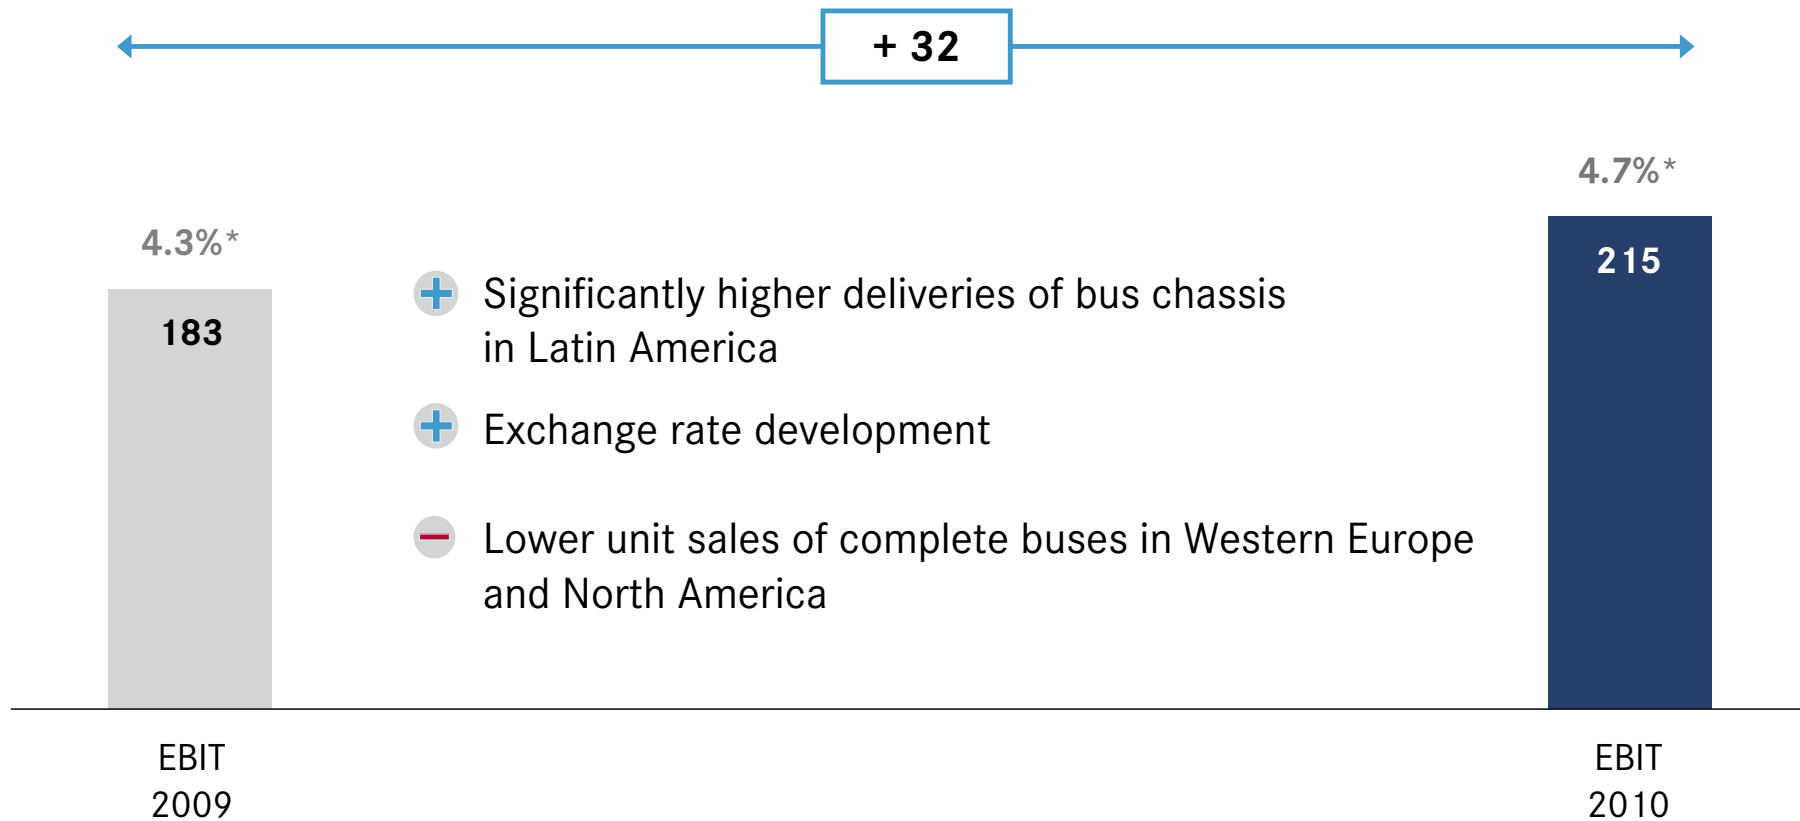 + 32
4.7%*
4.3%*
215
183
Significantly higher deliveries of bus chassis
in Latin America
Exchange rate development
Lower unit sales of complete buses in Western Europe
and North America
EBIT
2009
EBIT
2010